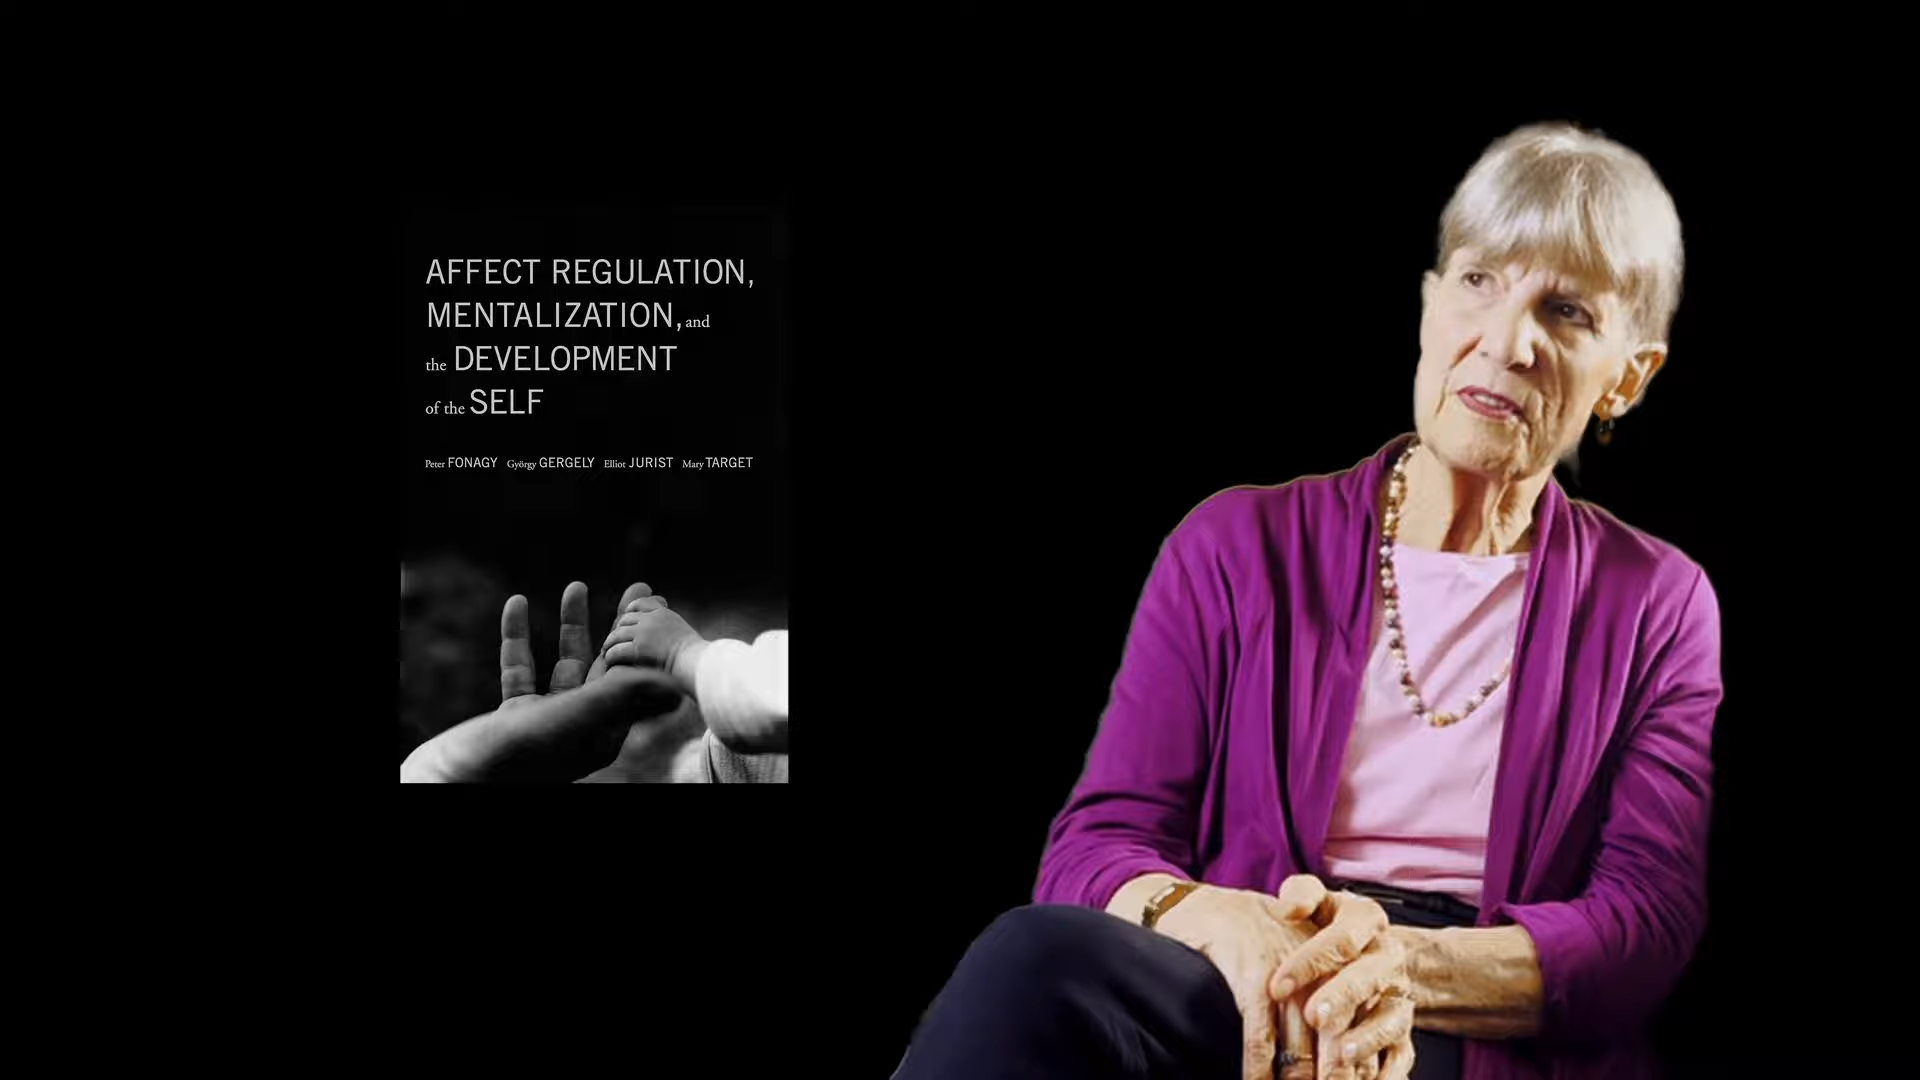 AFFECT REGULATION,
MENTALIZATION, and
the DEVELOPMENT
of the SELF
Peter FONAGY György GERGELY Elliot JURIST Mary TARGET